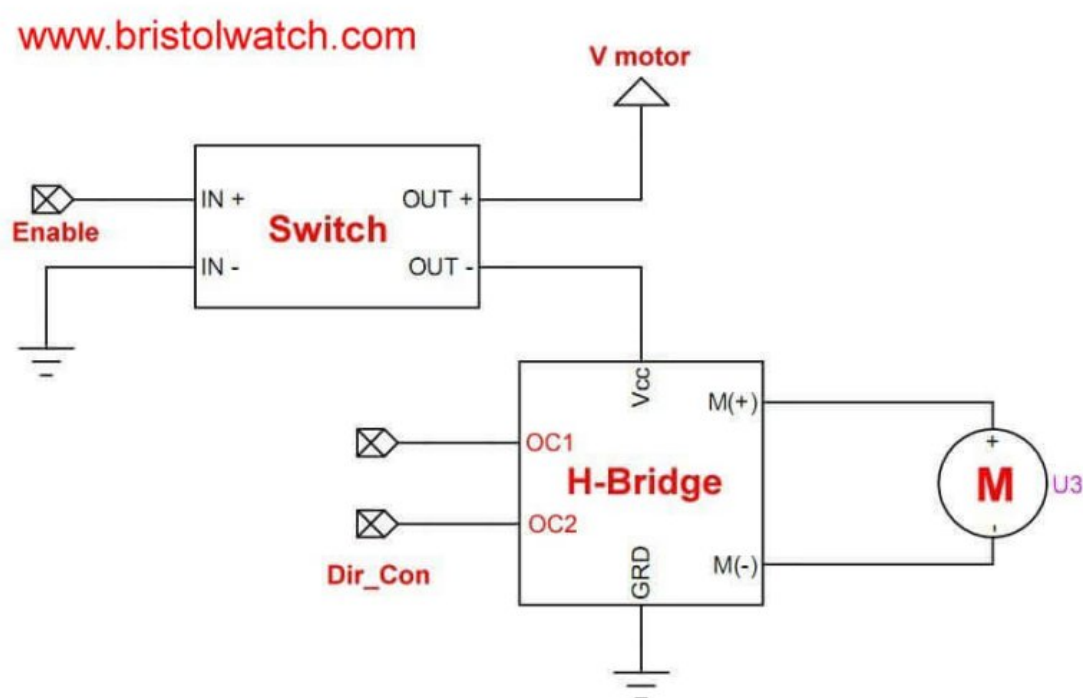 www.bristolwatch.com
V motor
IN +
OUT +
Enable
Switch
IN -
OUT -
Vcc
M(+)
OC1
+
H-Bridge
M
U3
OC2
-
Dir_Con
GRD
M(-)